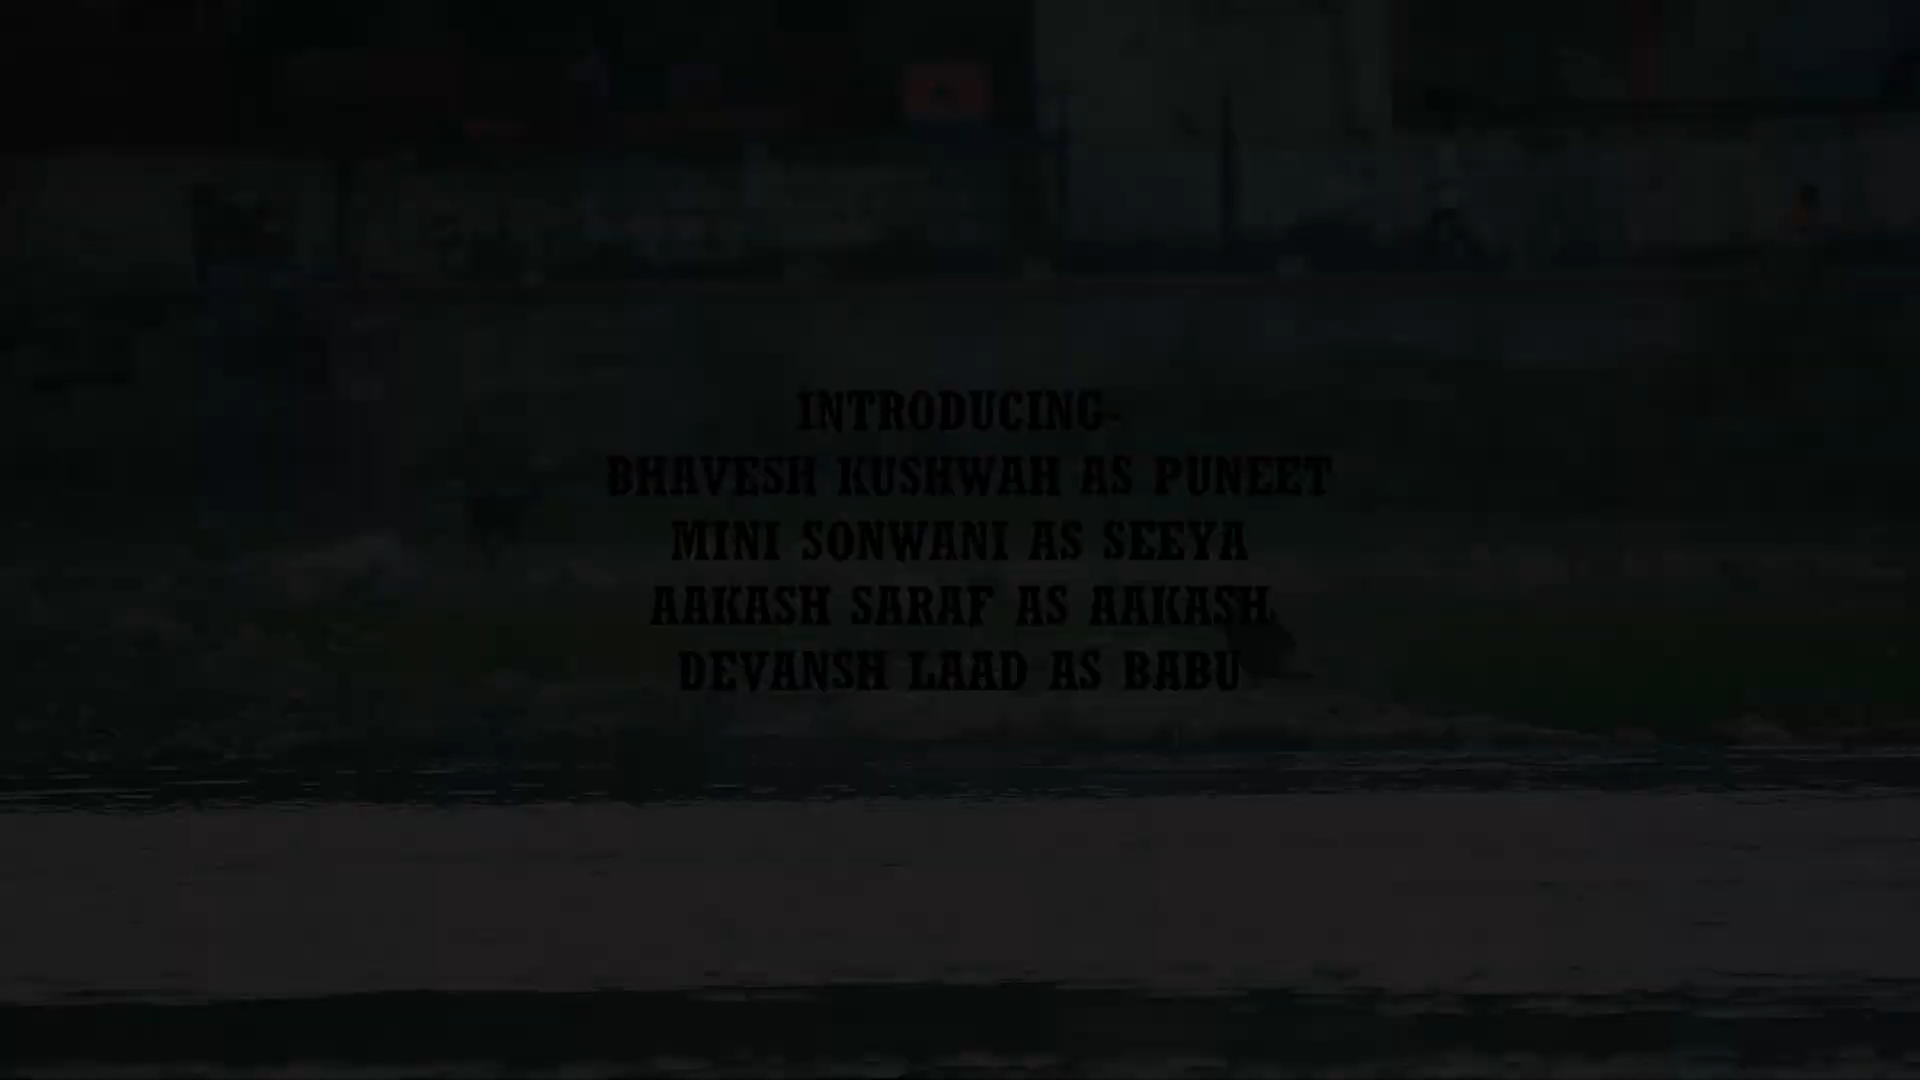 INTRODUCING-
BHAVESH KUSHWAH AS PUNEET
MINI SONWANI AS SEEYA
AAKASH SARAF AS AAKASH
DEVANSH LAAD AS BABU